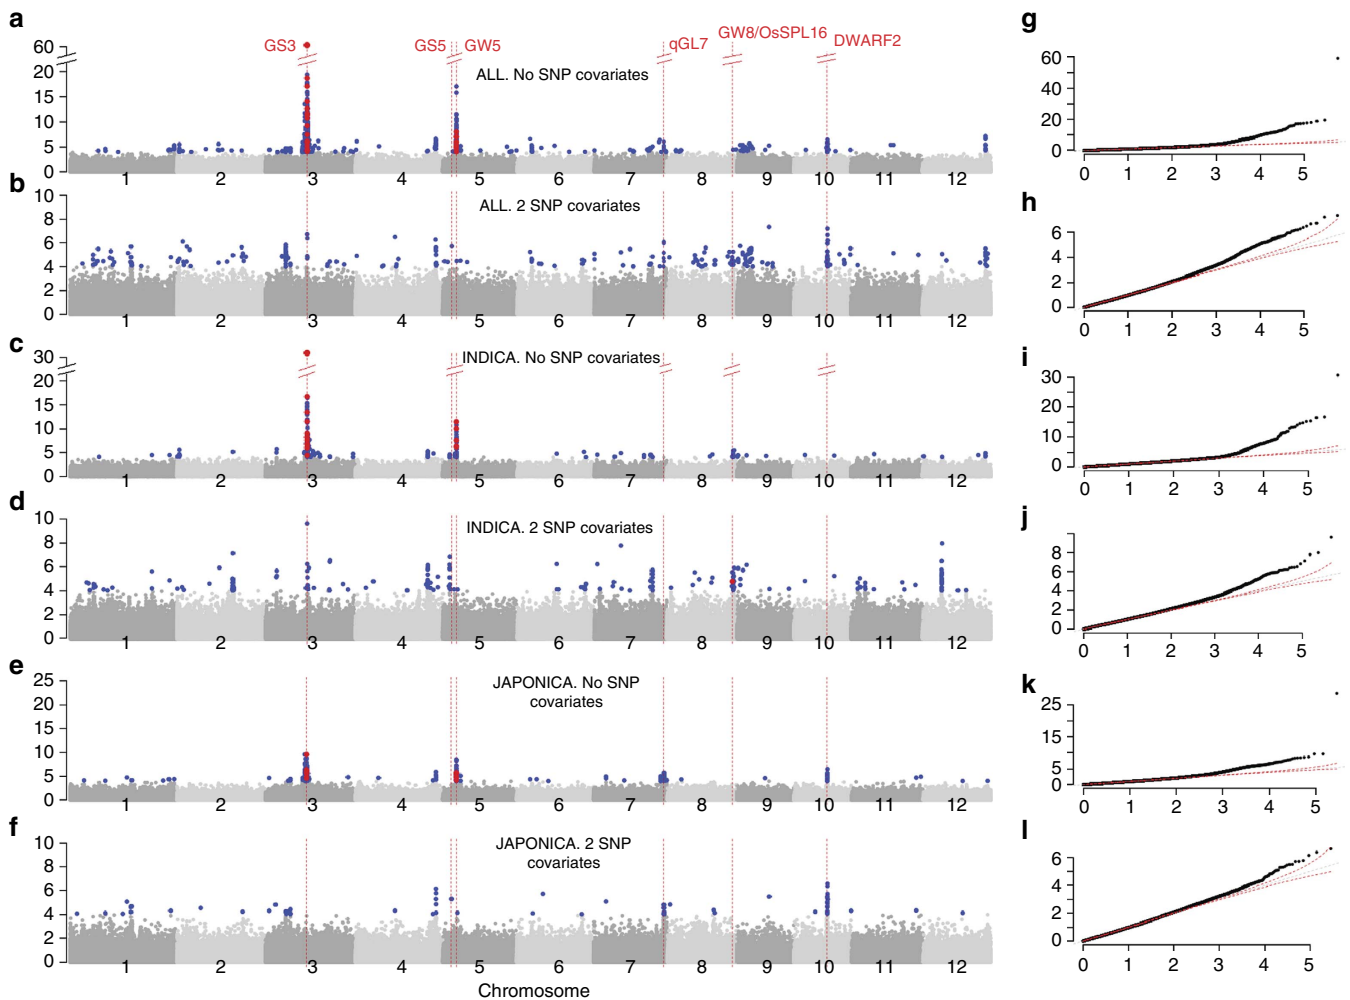 a
GS3
GS5
GW5
qGL7
GW8/OsSPL16
DWARF2
ALL. No SNP covariates
60
20
15
10
5
0
1 2 3 4 5 6 7 8 9 10 11 12
b
ALL. 2 SNP covariates
10
8
6
4
2
0
1 2 3 4 5 6 7 8 9 10 11 12
c
INDICA. No SNP covariates
30
20
15
10
5
0
1 2 3 4 5 6 7 8 9 10 11 12
d
INDICA. 2 SNP covariates
10
8
6
4
2
0
1 2 3 4 5 6 7 8 9 10 11 12
e
JAPONICA. No SNP
covariates
25
20
15
10
5
0
1 2 3 4 5 6 7 8 9 10 11 12
f
JAPONICA. 2 SNP
covariates
10
8
6
4
2
0
1 2 3 4 5 6 7 8 9 10 11 12
Chromosome
g
60
40
20
0
0 1 2 3 4 5
h
6
4
2
0
0 1 2 3 4 5
i
30
20
10
0
0 1 2 3 4 5
j
8
6
4
2
0
0 1 2 3 4 5
k
25
15
5
0
0 1 2 3 4 5
l
6
4
2
0
0 1 2 3 4 5